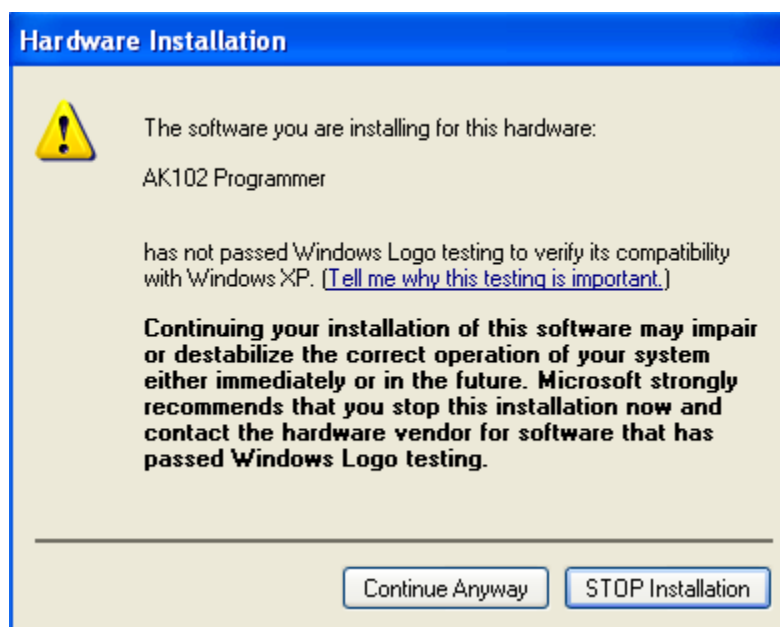 Hardware Installation
The software you are installing for this hardware:
AK102 Programmer
has not passed Windows Logo testing to verify its compatibility
with Windows XP. (Tell me why this testing is important.)
Continuing your installation of this software may impair
or destabilize the correct operation of your system
either immediately or in the future. Microsoft strongly
recommends that you stop this installation now and
contact the hardware vendor for software that has
passed Windows Logo testing.
Continue Anyway STOP Installation